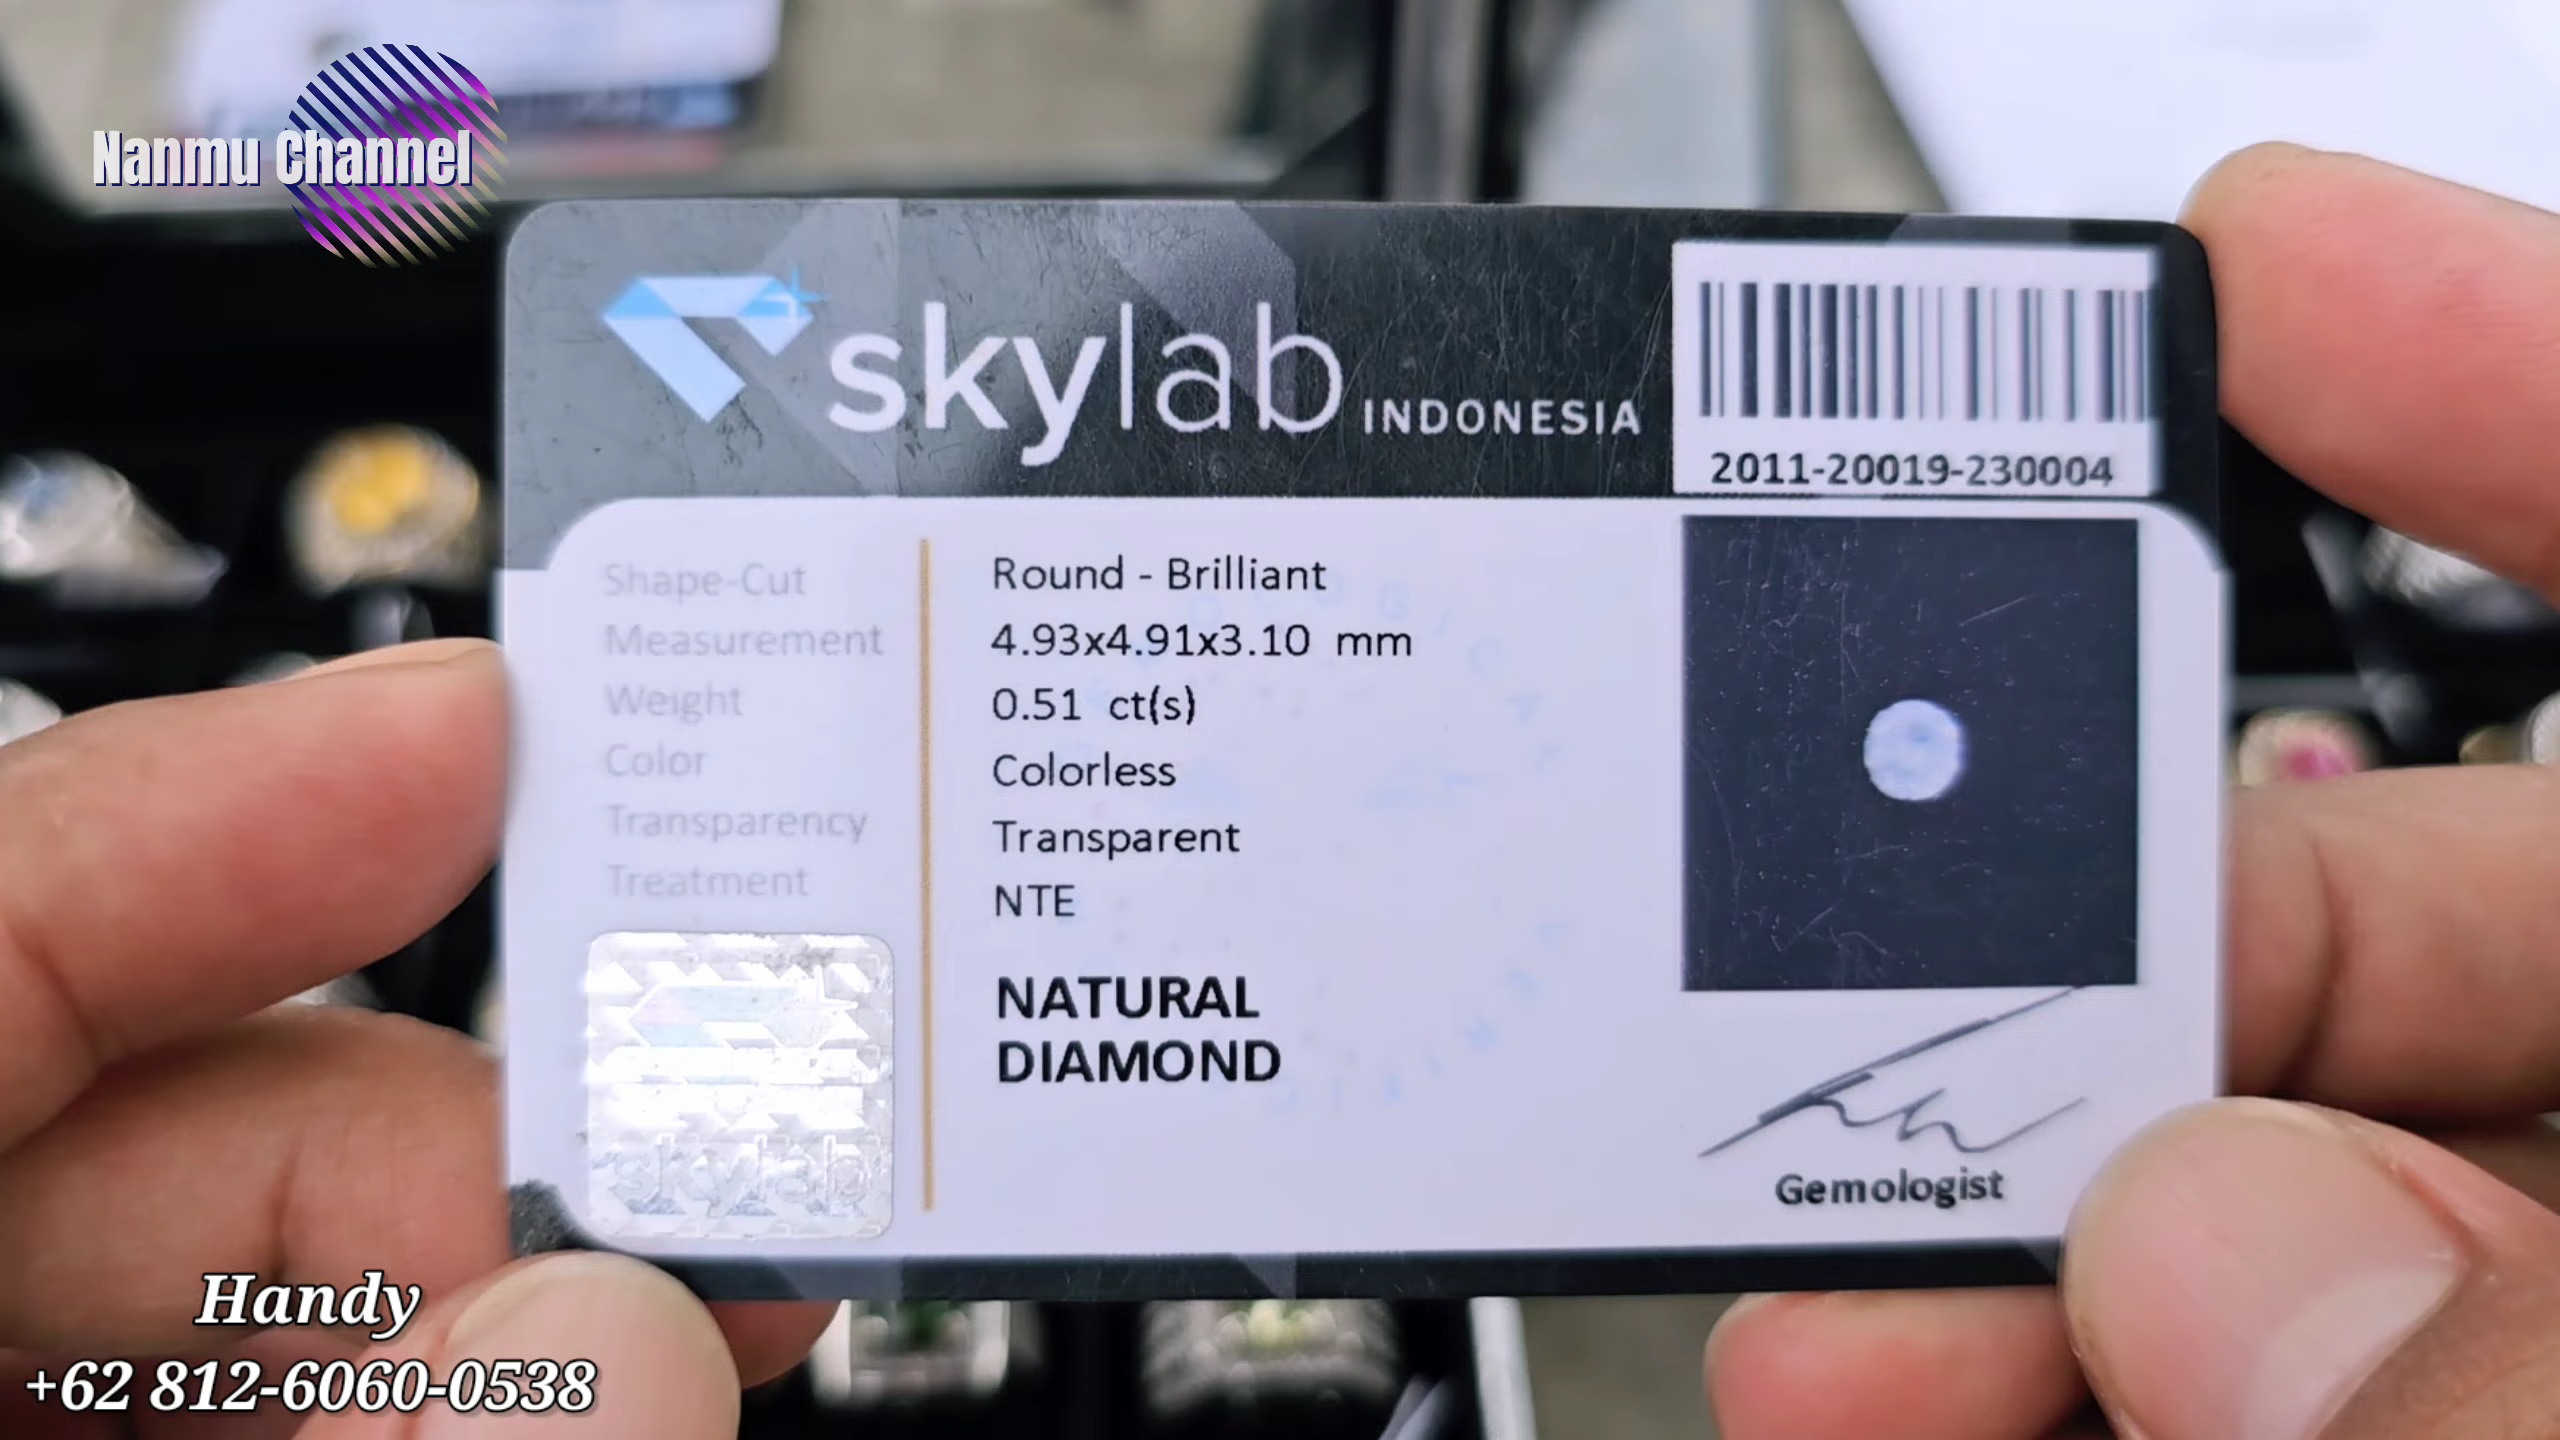 Nanmu Channel
skylab INDONESIA
2011-20019-230004
Shape-Cut Round - Brilliant
Measurement 4.93x4.91x3.10 mm
Weight 0.51 ct(s)
Color Colorless
Transparency Transparent
Treatment NTE
NATURAL
DIAMOND
skylab
Gemologist
Handy
+62 812-6060-0538